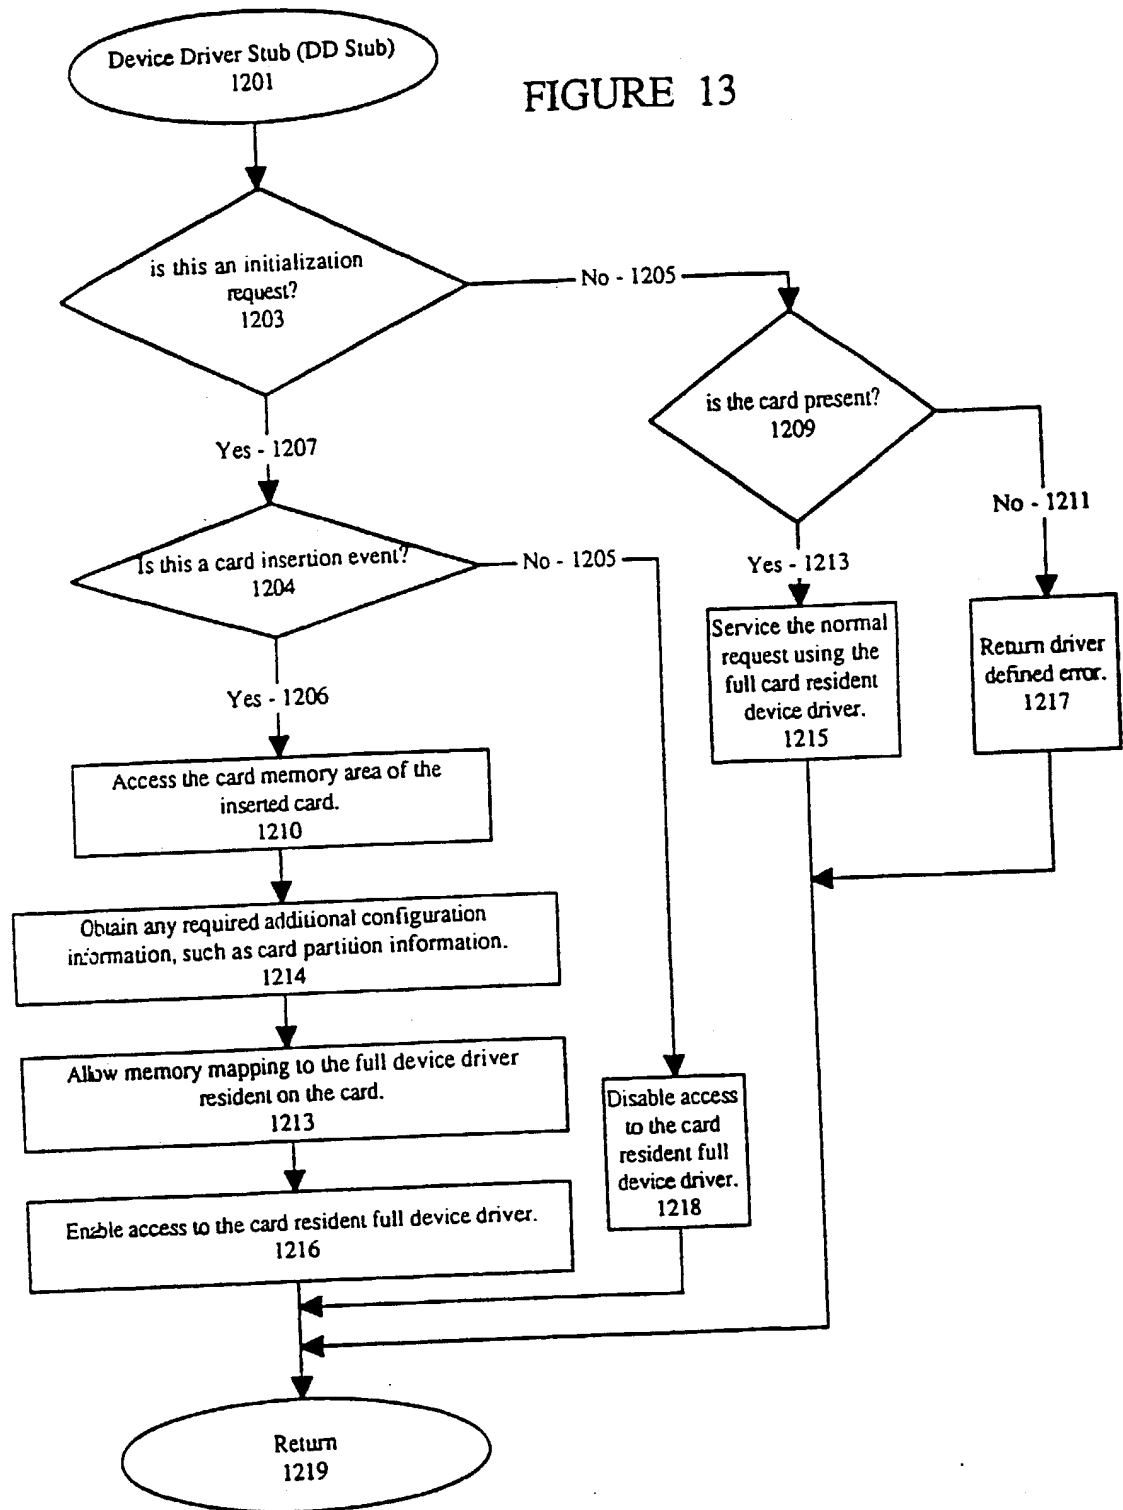 Device Driver Stub (DD Stub)
1201
FIGURE 13
is this an initialization
request?
1203
No - 1205
is the card present?
1209
Yes - 1207
No - 1211
Is this a card insertion event?
1204
No - 1205
Yes - 1213
Service the normal
request using the
full card resident
device driver.
1215
Return driver
defined error.
1217
Yes - 1206
Access the card memory area of the
inserted card.
1210
Obtain any required additional configuration
information, such as card partition information.
1214
Allow memory mapping to the full device driver
resident on the card.
1213
Disable access
to the card
resident full
device driver.
1218
Enable access to the card resident full device driver.
1216
Return
1219